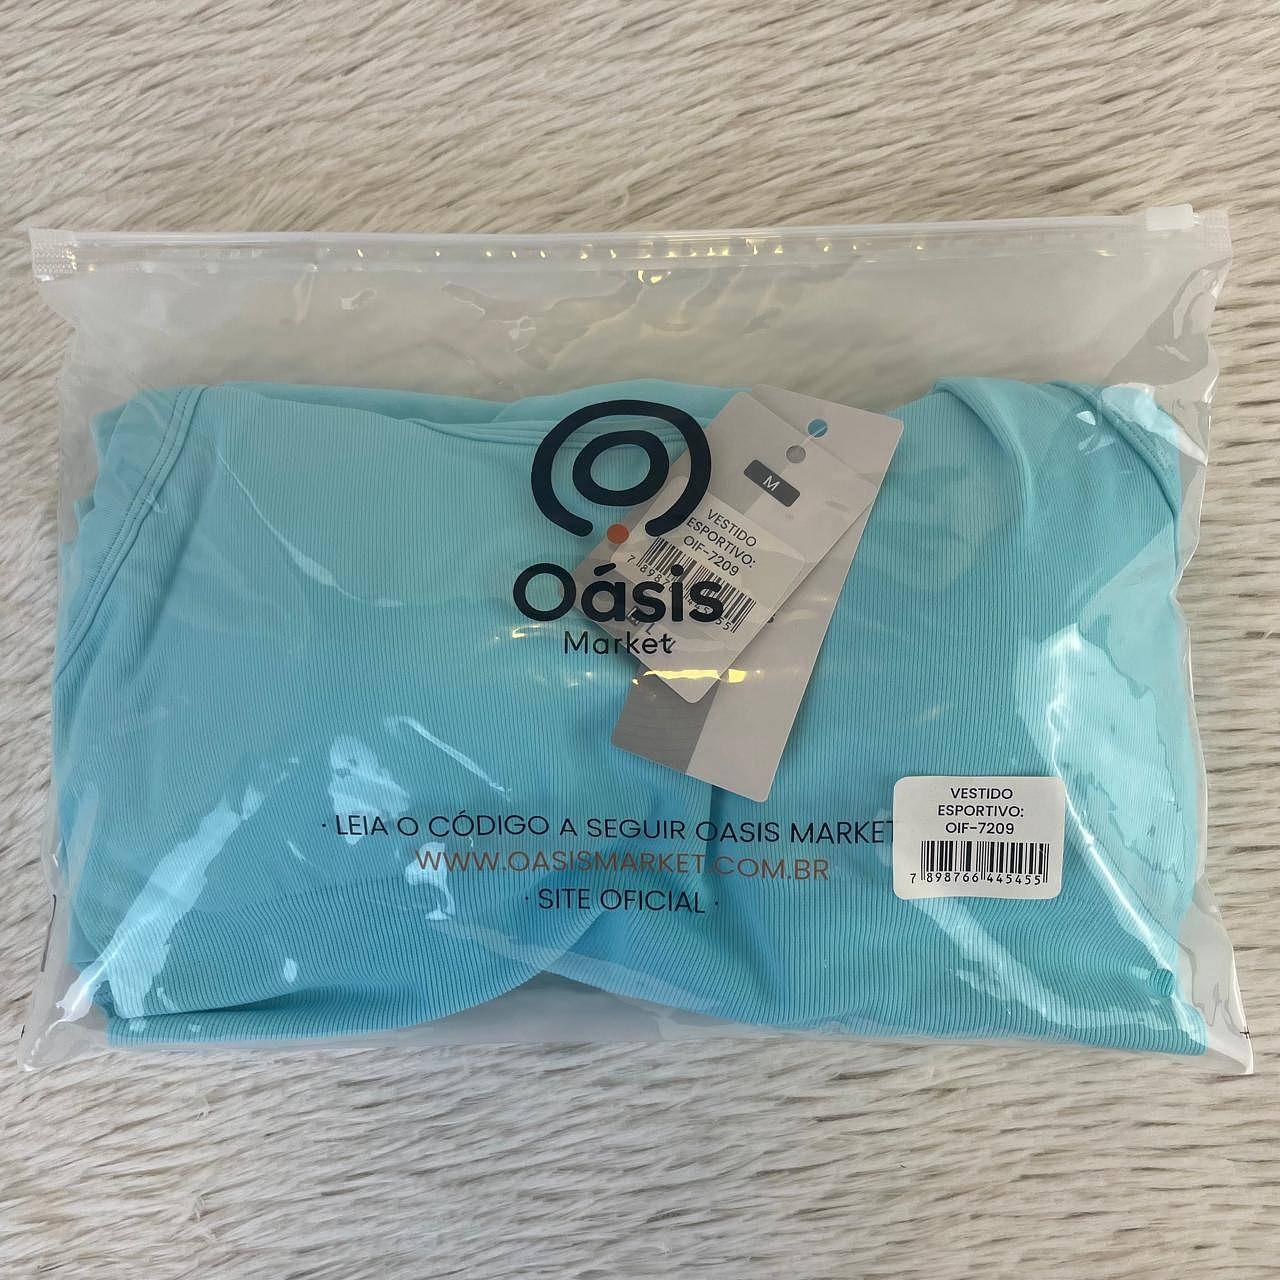 M
VESTIDO
ESPORTIVO:
OIF-7209
Oásis
Market
· LEIA O CÓDIGO A SEGUIR OASIS MARKET
WWW.OASISMARKET.COM.BR
· SITE OFICIAL ·
VESTIDO
ESPORTIVO:
OIF-7209
7 898766 445455